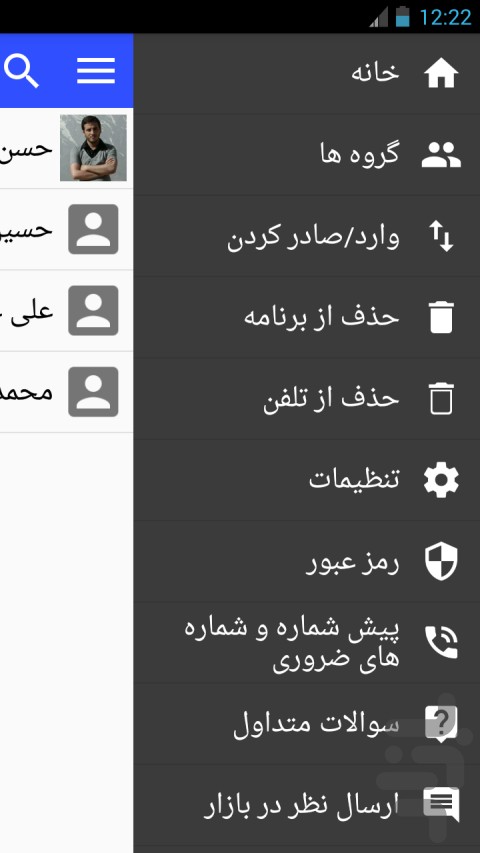 12:22
خانه
گروه ها
وارد/صادر کردن
حذف از برنامه
حذف از تلفن
تنظیمات
رمز عبور
پیش شماره و شماره
های ضروری
سوالات متداول
ارسال نظر در بازار
حسن
حسین
علی
محمد